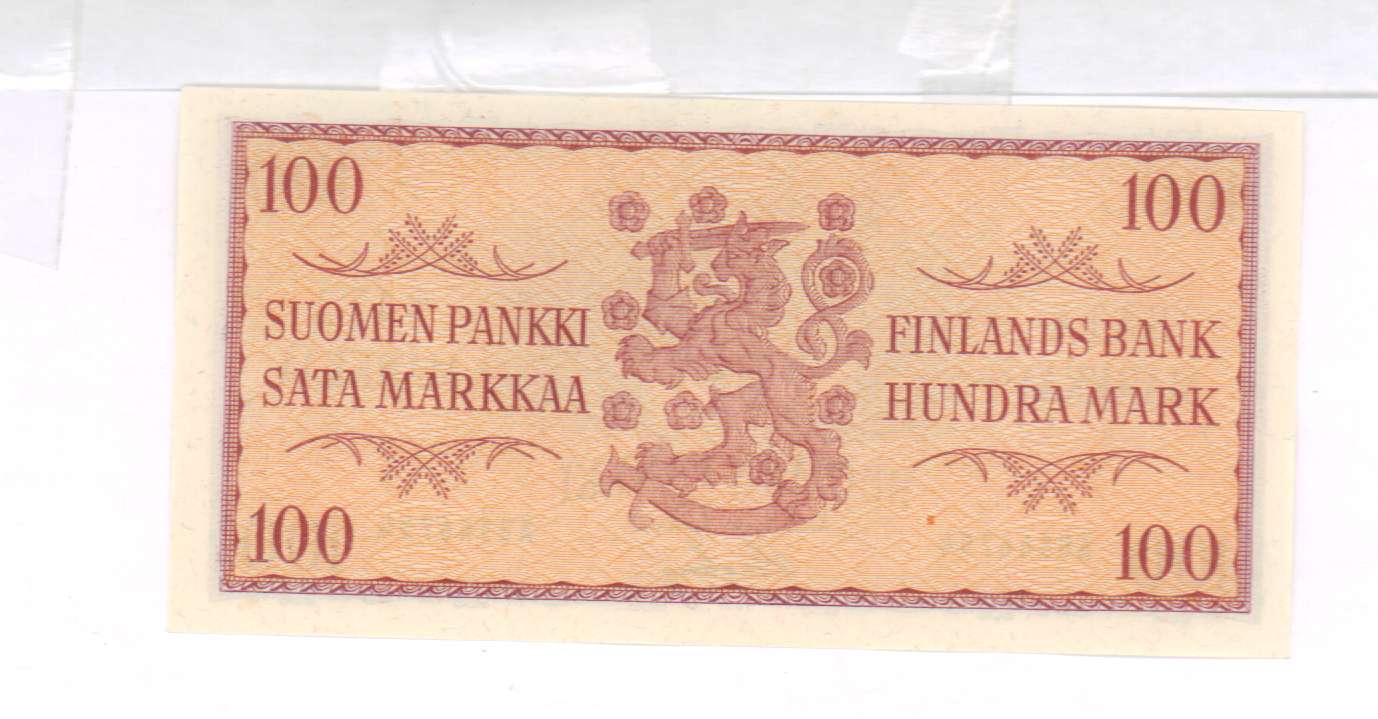 100
100
SUOMEN PANKKI
SATA MARKKAA
FINLANDS BANK
HUNDRA MARK
100
100